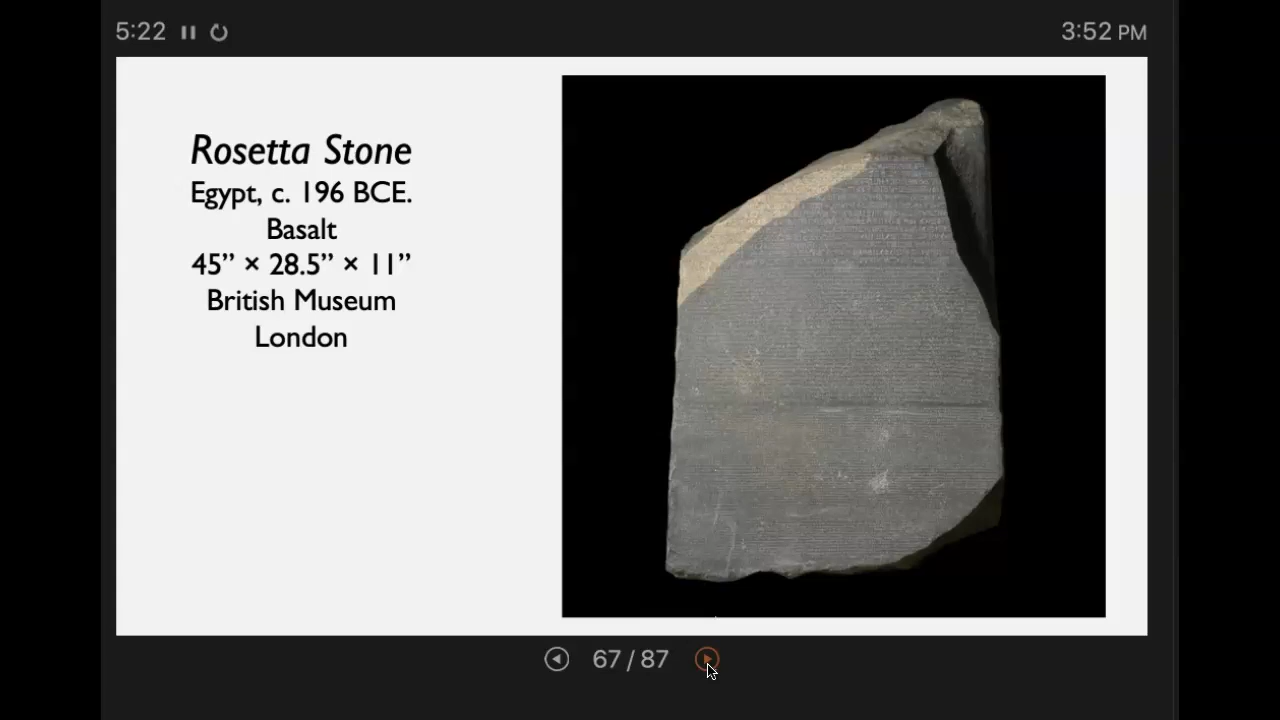 5:22
3:52 PM
Rosetta Stone
Egypt, c. 196 BCE.
Basalt
45” × 28.5” × 11”
British Museum
London
67 / 87